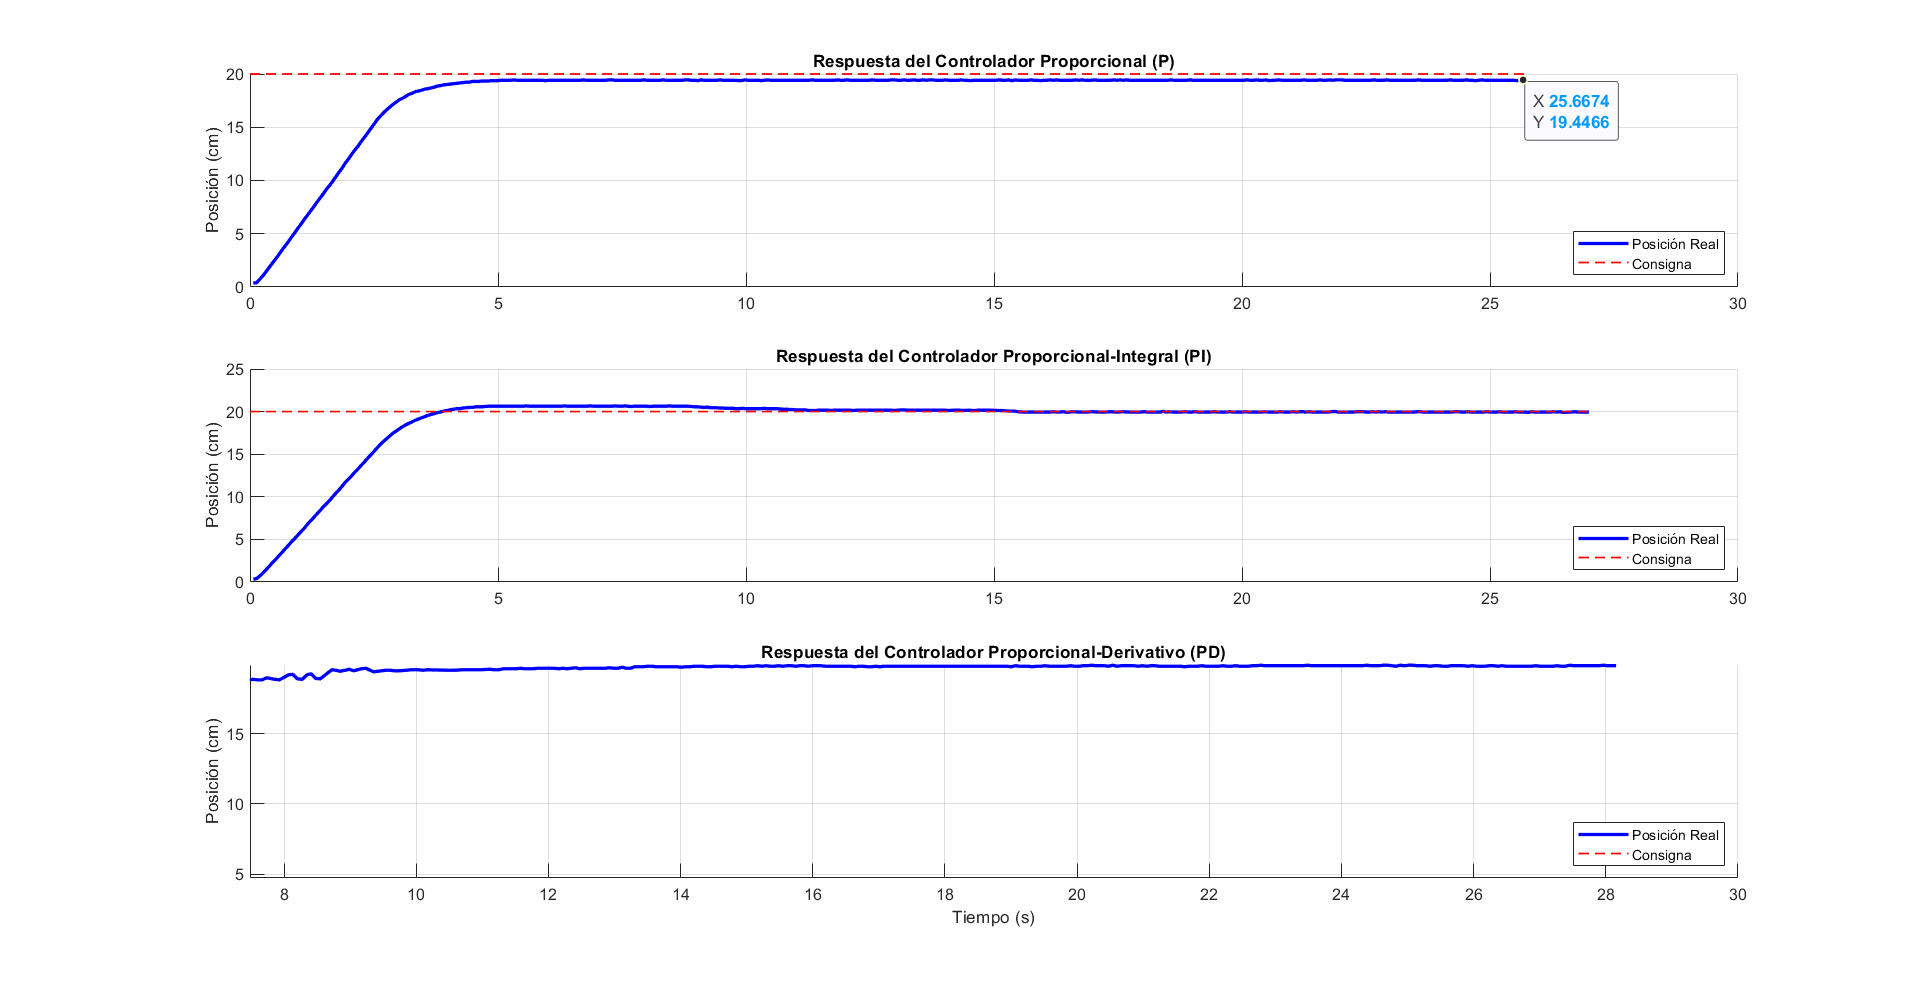 Respuesta del Controlador Proporcional (P)
Posición (cm)
20
15
10
5
0
0 5 10 15 20 25 30
X 25.6674
Y 19.4466
Posición Real
Consigna
Respuesta del Controlador Proporcional-Integral (PI)
Posición (cm)
25
20
15
10
5
0
0 5 10 15 20 25 30
Posición Real
Consigna
Respuesta del Controlador Proporcional-Derivativo (PD)
Posición (cm)
15
10
5
8 10 12 14 16 18 20 22 24 26 28 30
Posición Real
Consigna
Tiempo (s)